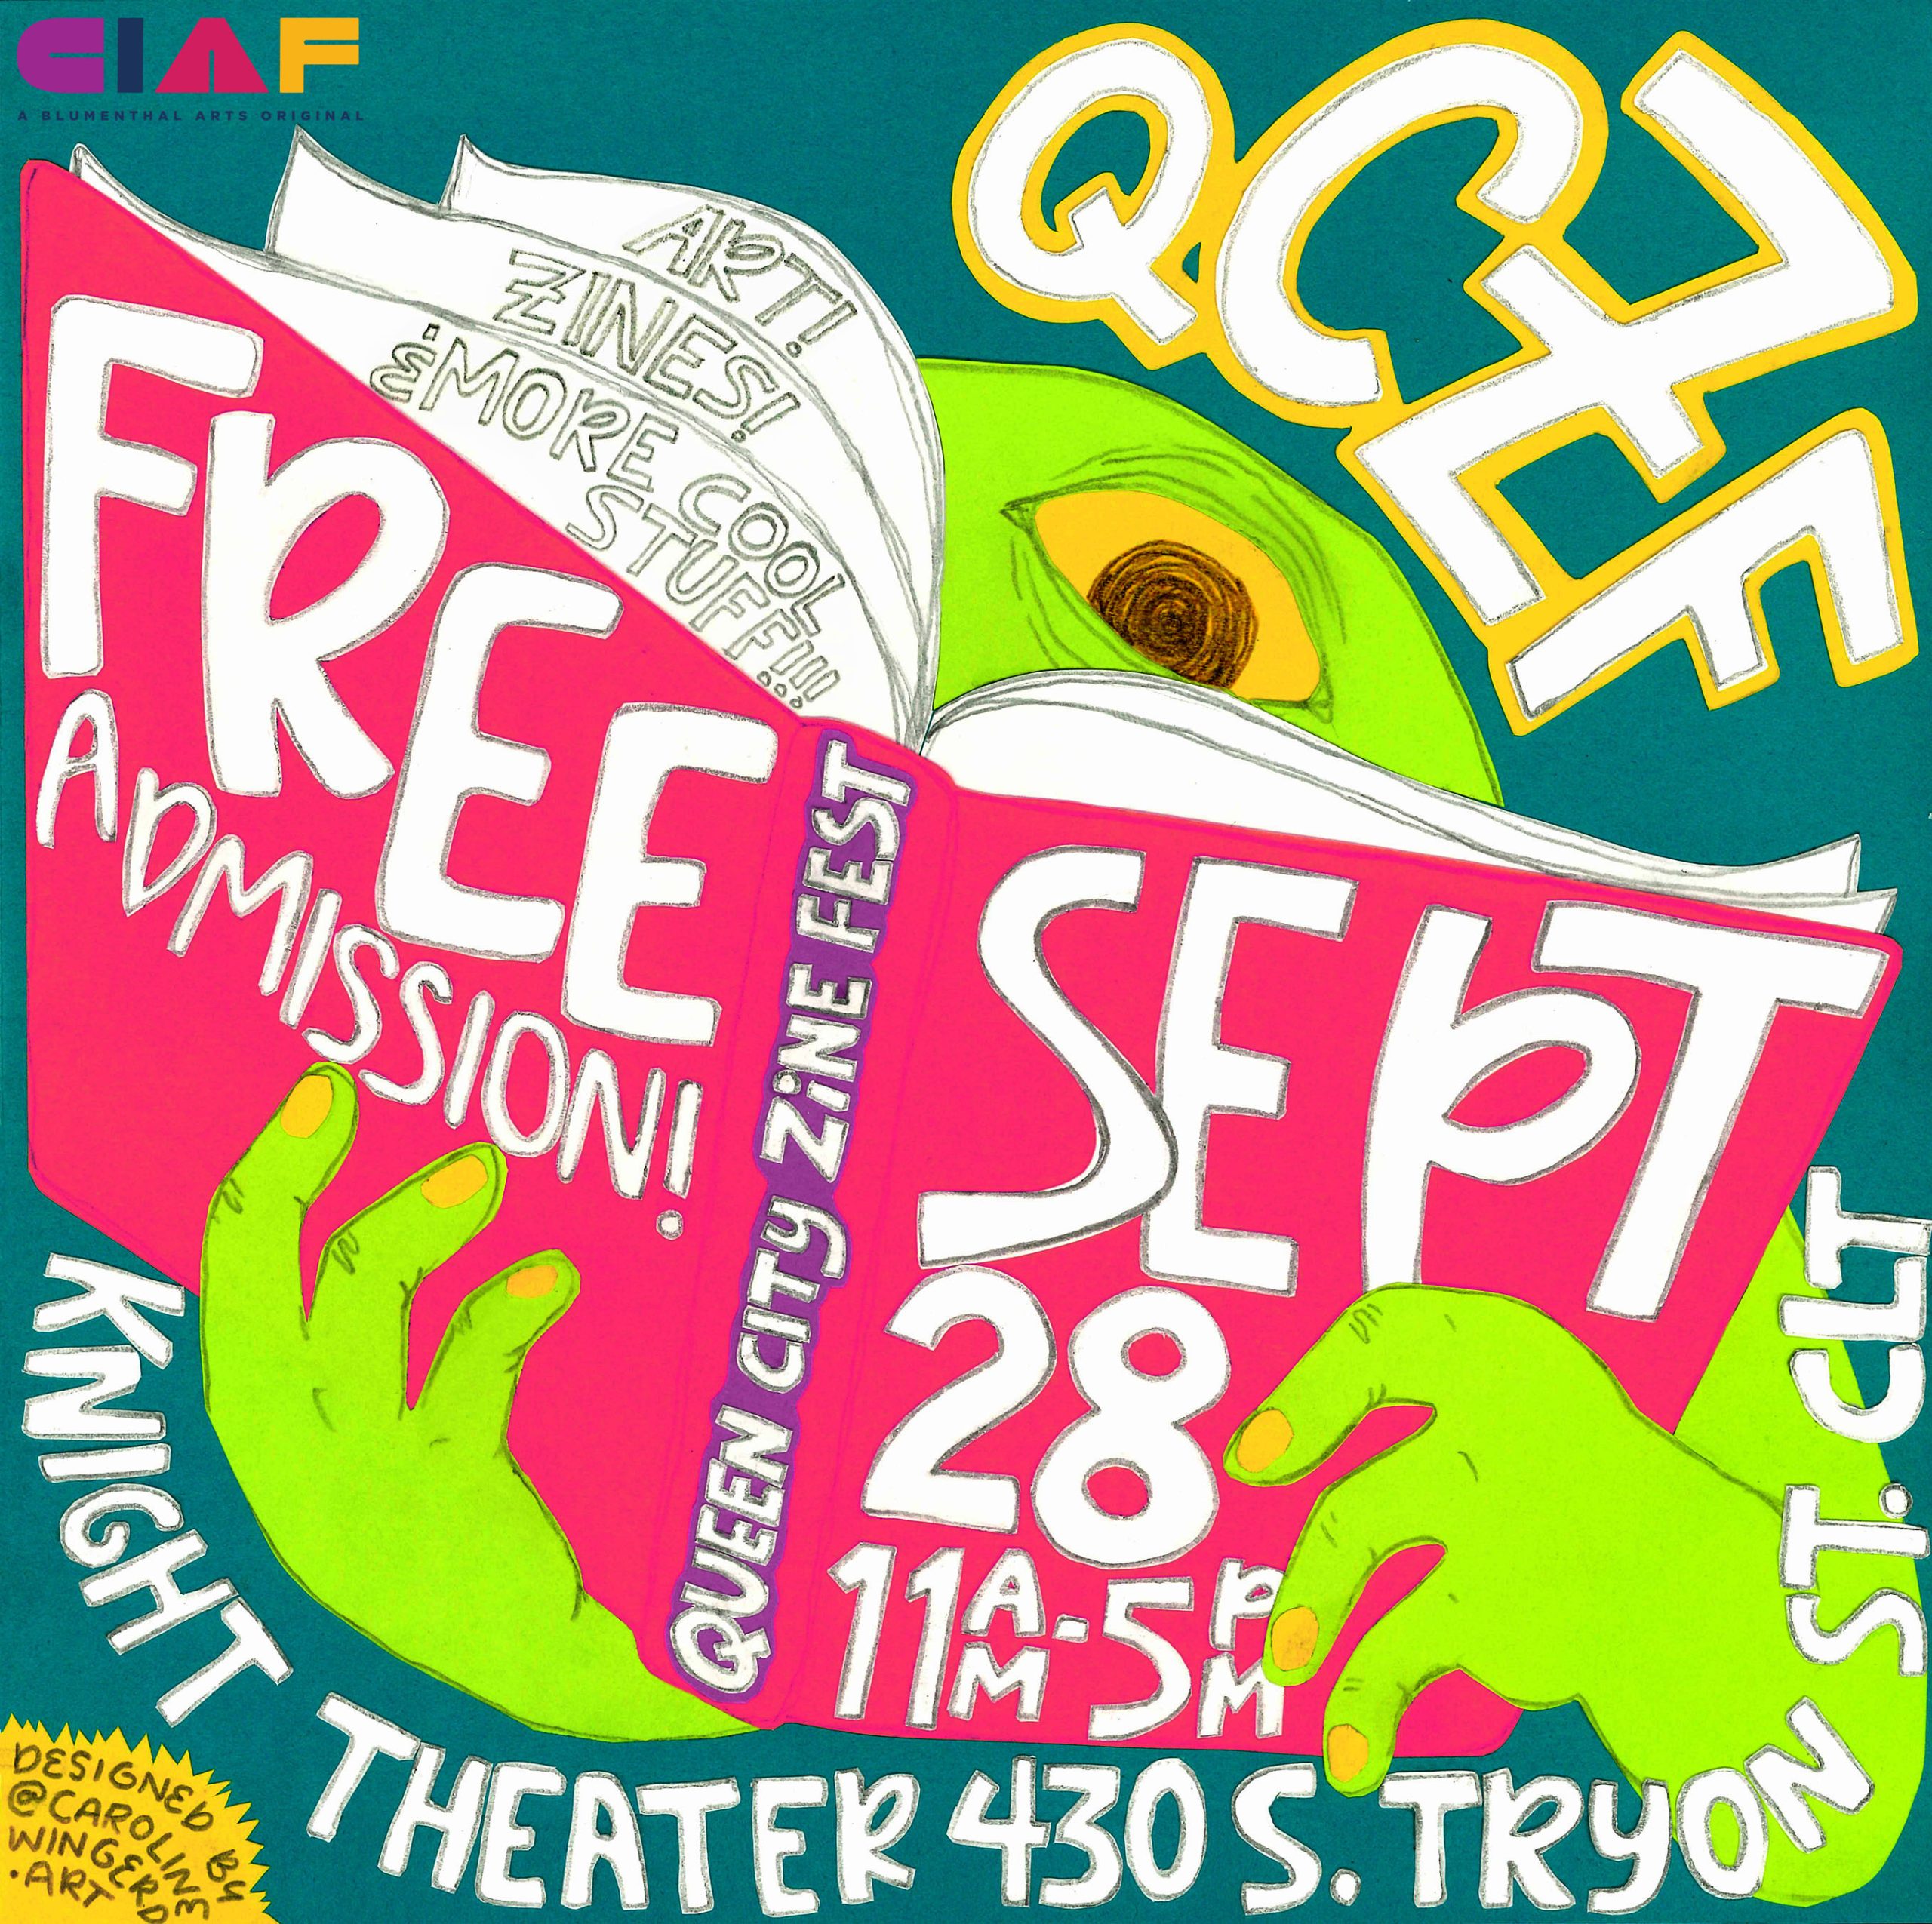 CIAF
A BLUMENTHAL ARTS ORIGINAL
QCZF
ART!
ZINES!
& MORE COOL
STUFF!!!
FREE
ADMISSION!
QUEEN CITY ZiNE FEST
SEPT
28
11AM-5PM
KNIGHT THEATER 430 S. TRYON ST. CLT
DESIGNED BY
@CAROLINE
WINGERD
.ART